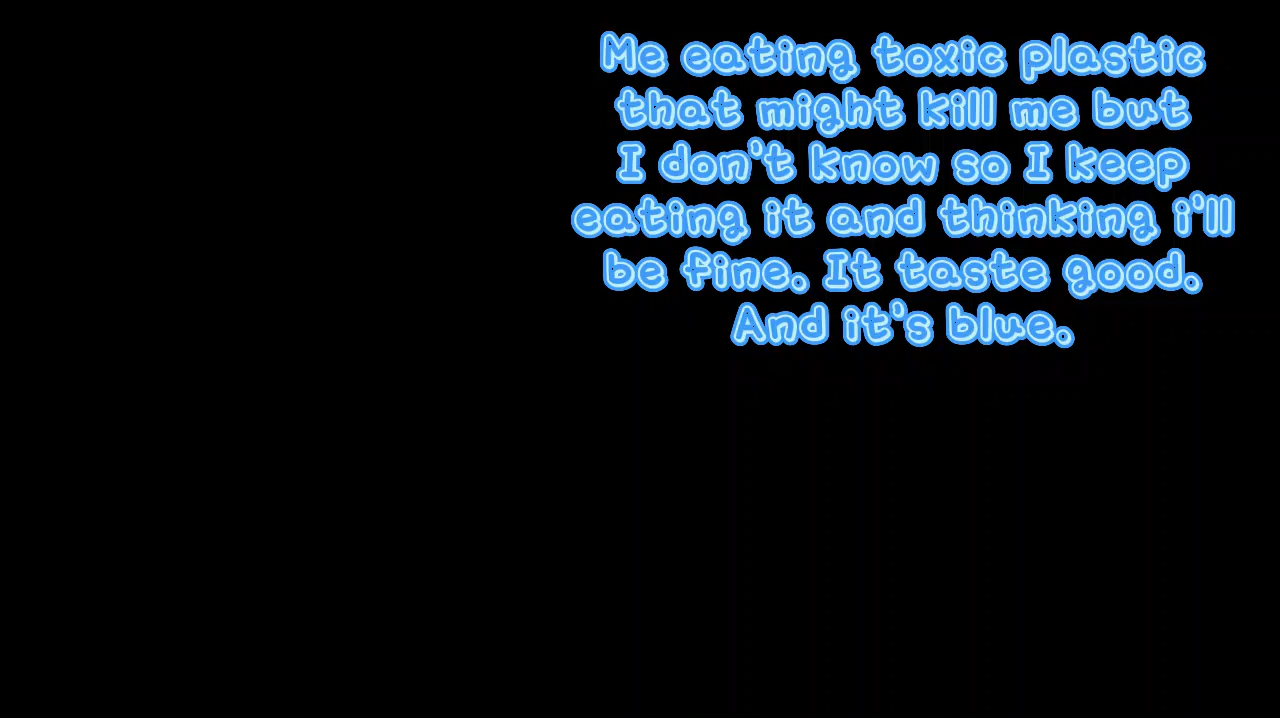 Me eating toxic plastic
that might kill me but
I don't know so I keep
eating it and thinking i'll
be fine. It taste good.
And it's blue.